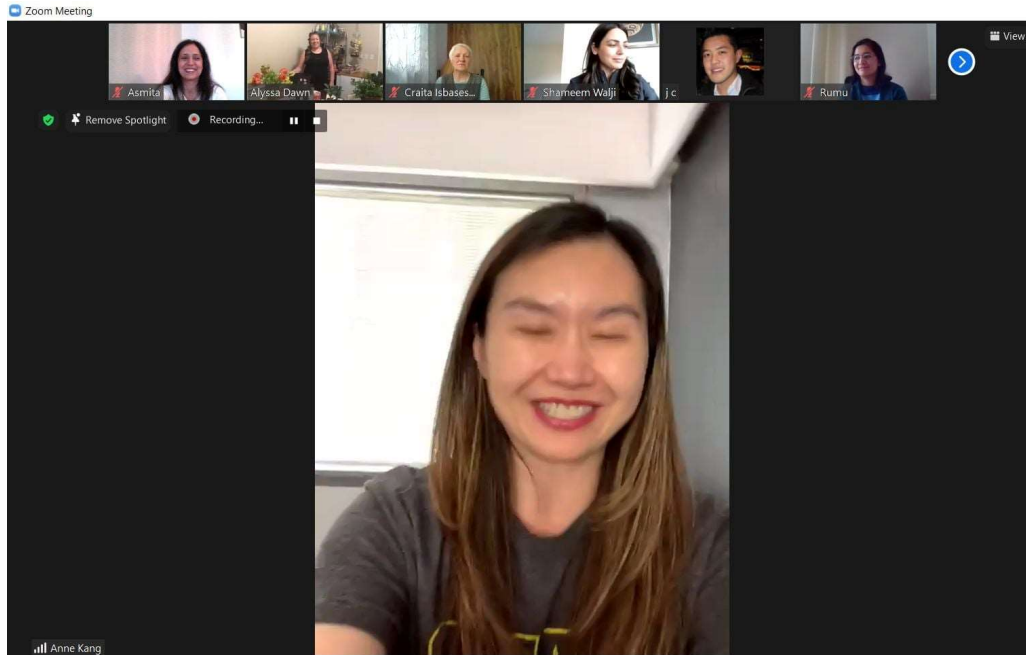 Zoom Meeting
View
Asmita
Alyssa Dawn
Craita Isbases...
Shameem Walji
j c
Rumu
Remove Spotlight
Recording...
Anne Kang